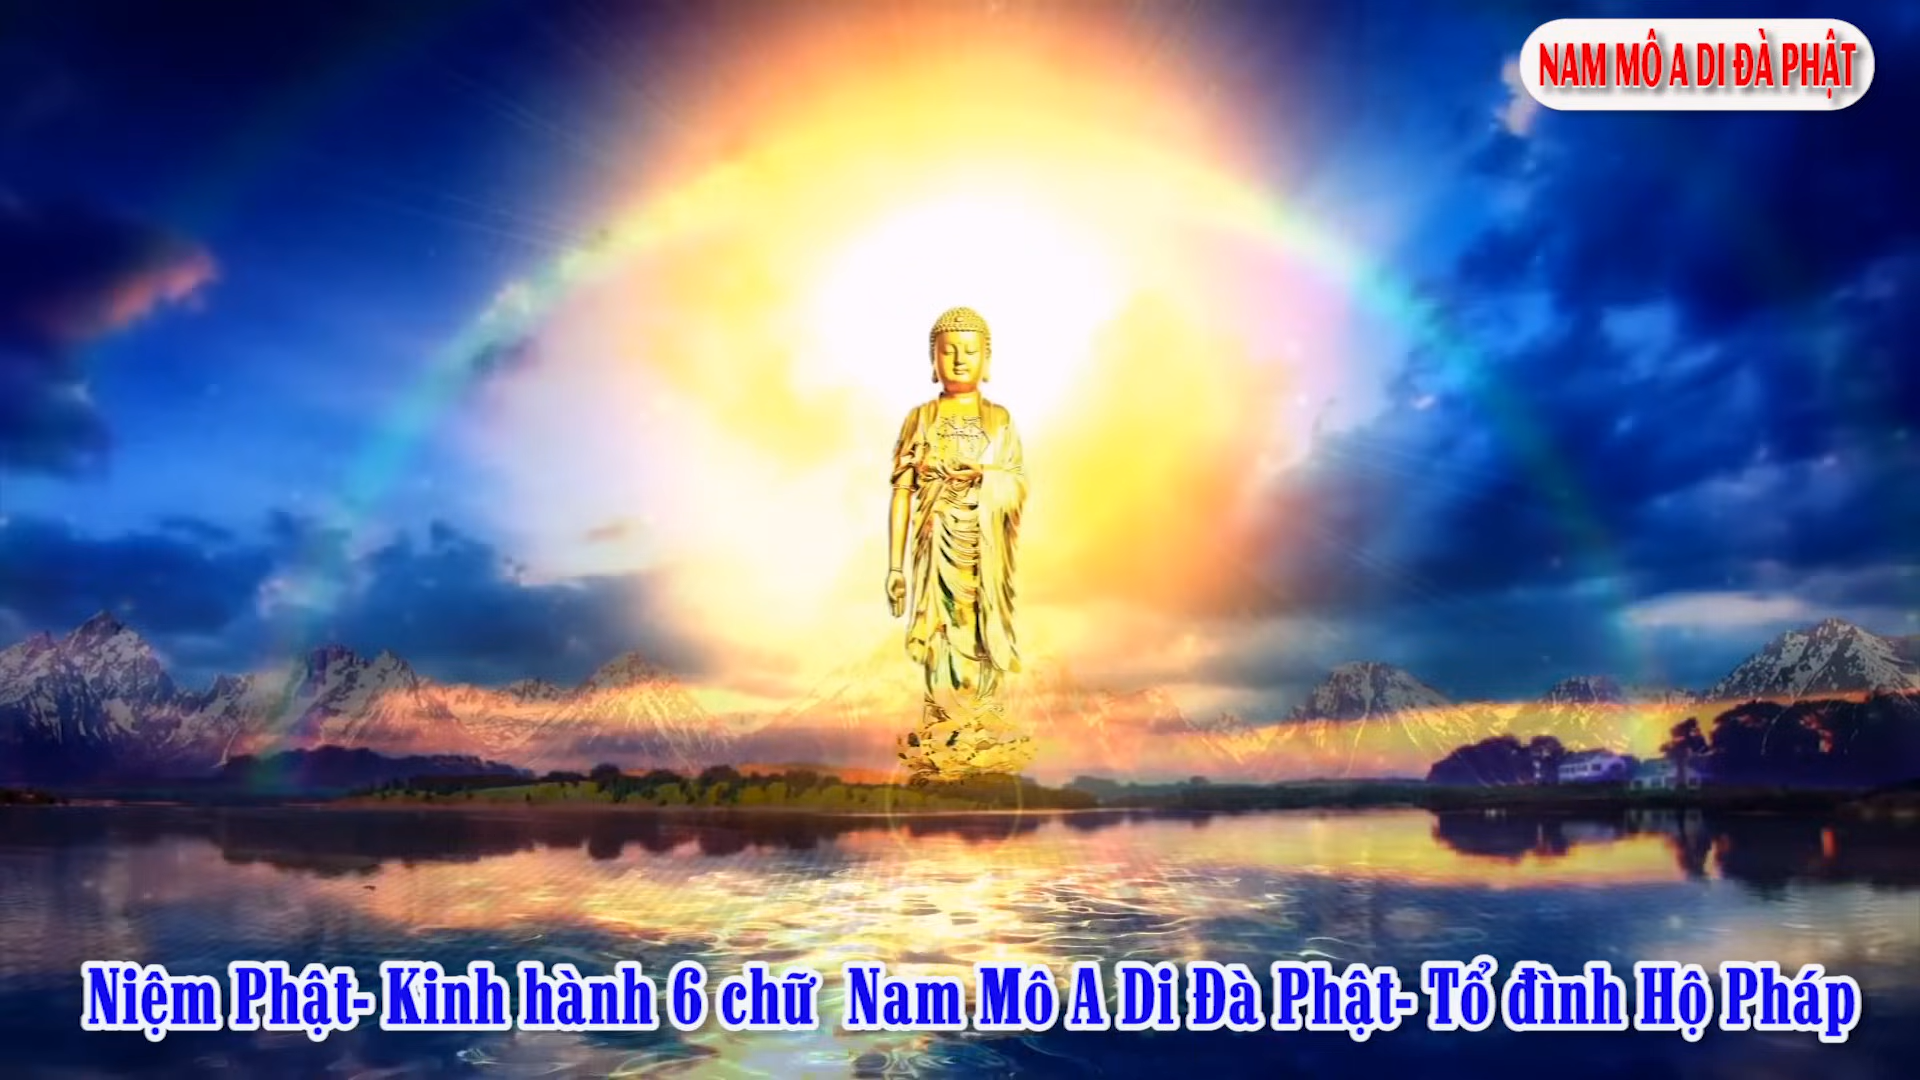 NAM MÔ A DI ĐÀ PHẬT
Niệm Phật- Kinh hành 6 chữ Nam Mô A Di Đà Phật- Tổ đình Hộ Pháp